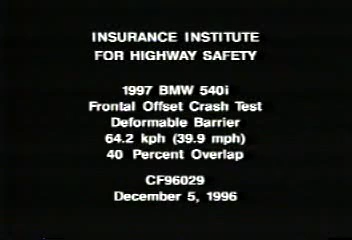 INSURANCE INSTITUTE
FOR HIGHWAY SAFETY
1997 BMW 540i
Frontal Offset Crash Test
Deformable Barrier
64.2 kph (39.9 mph)
40 Percent Overlap
CF96029
December 5, 1996